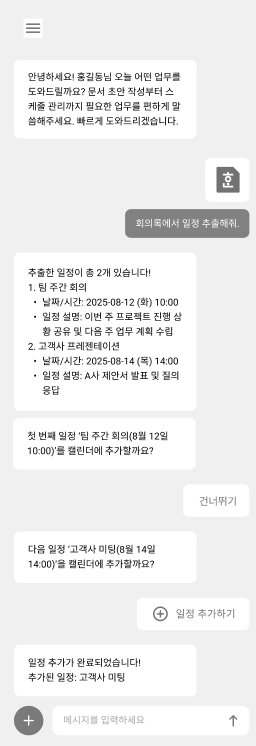 안녕하세요! 홍길동님 오늘 어떤 업무를
도와드릴까요? 문서 초안 작성부터 스
케줄 관리까지 필요한 업무를 편하게 말
씀해주세요. 빠르게 도와드리겠습니다.
호
회의록에서 일정 추출해줘.
추출한 일정이 총 2개 있습니다!
1. 팀 주간 회의
• 날짜/시간: 2025-08-12 (화) 10:00
• 일정 설명: 이번 주 프로젝트 진행 상
황 공유 및 다음 주 업무 계획 수립
2. 고객사 프레젠테이션
• 날짜/시간: 2025-08-14 (목) 14:00
• 일정 설명: A사 제안서 발표 및 질의
응답
첫 번째 일정 '팀 주간 회의(8월 12일
10:00)'를 캘린더에 추가할까요?
건너뛰기
다음 일정 '고객사 미팅(8월 14일
14:00)'을 캘린더에 추가할까요?
일정 추가하기
일정 추가가 완료되었습니다!
추가된 일정: 고객사 미팅
메시지를 입력하세요